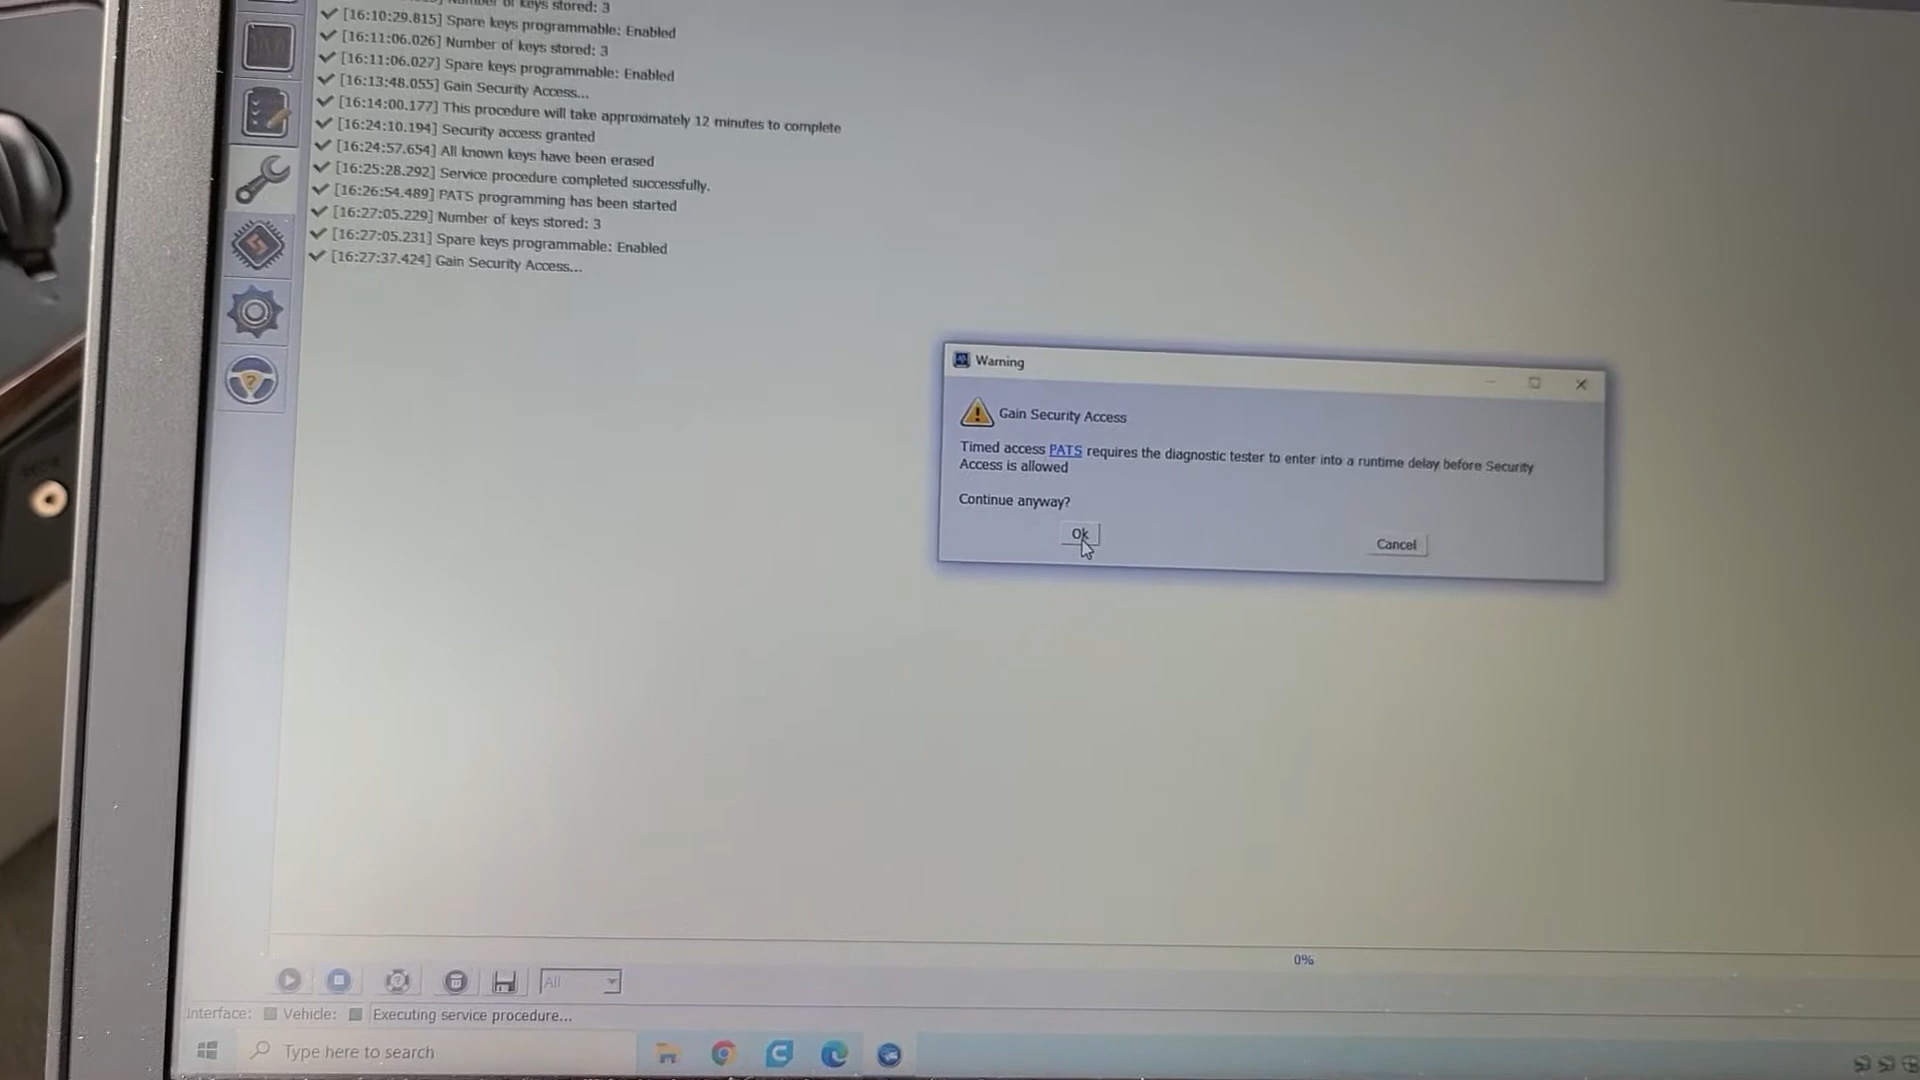 Number of keys stored: 3
[16:10:29.815] Spare keys programmable: Enabled
[16:11:06.026] Number of keys stored: 3
[16:11:06.027] Spare keys programmable: Enabled
[16:13:48.055] Gain Security Access...
[16:14:00.177] This procedure will take approximately 12 minutes to complete
[16:24:10.194] Security access granted
[16:24:57.654] All known keys have been erased
[16:25:28.292] Service procedure completed successfully.
[16:26:54.489] PATS programming has been started
[16:27:05.229] Number of keys stored: 3
[16:27:05.231] Spare keys programmable: Enabled
[16:27:37.424] Gain Security Access...
Warning
Gain Security Access
Timed access PATS requires the diagnostic tester to enter into a runtime delay before Security
Access is allowed
Continue anyway?
Ok
Cancel
0%
All
Interface: Vehicle: Executing service procedure...
Type here to search